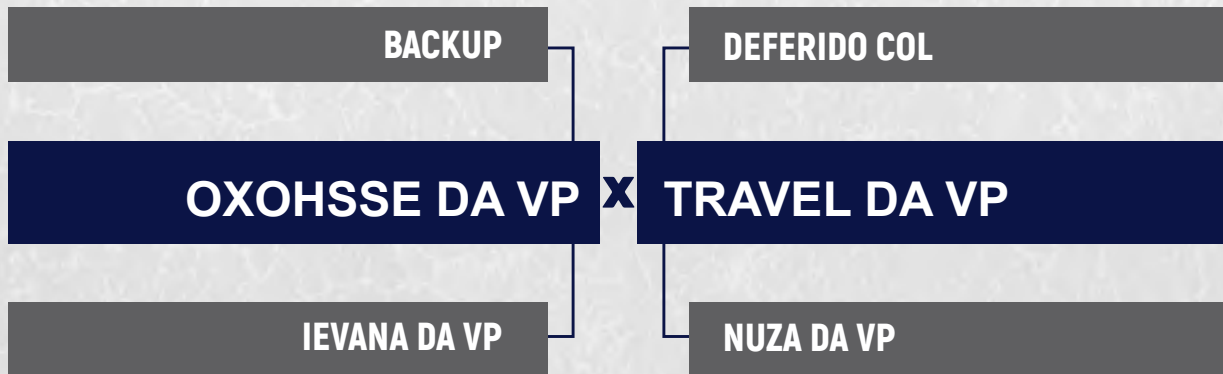 BACKUP
DEFERIDO COL
OXOHSSE DA VP X TRAVEL DA VP
IEVANA DA VP
NUZA DA VP